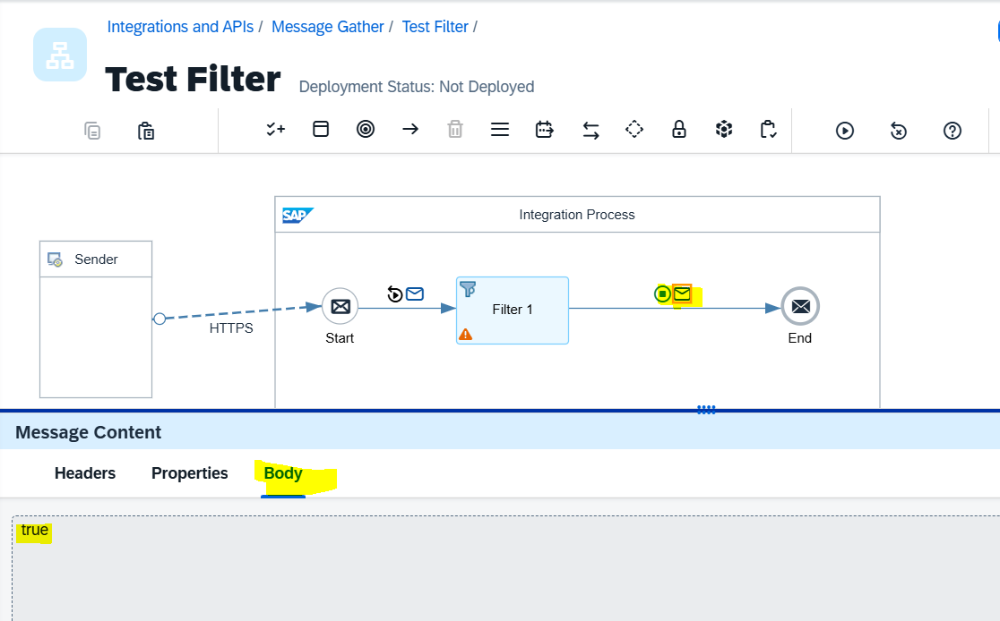 Integrations and APIs / Message Gather / Test Filter /
Test Filter
Deployment Status: Not Deployed
SAP
Integration Process
Sender
HTTPS
Start
Filter 1
End
Message Content
Headers
Properties
Body
true